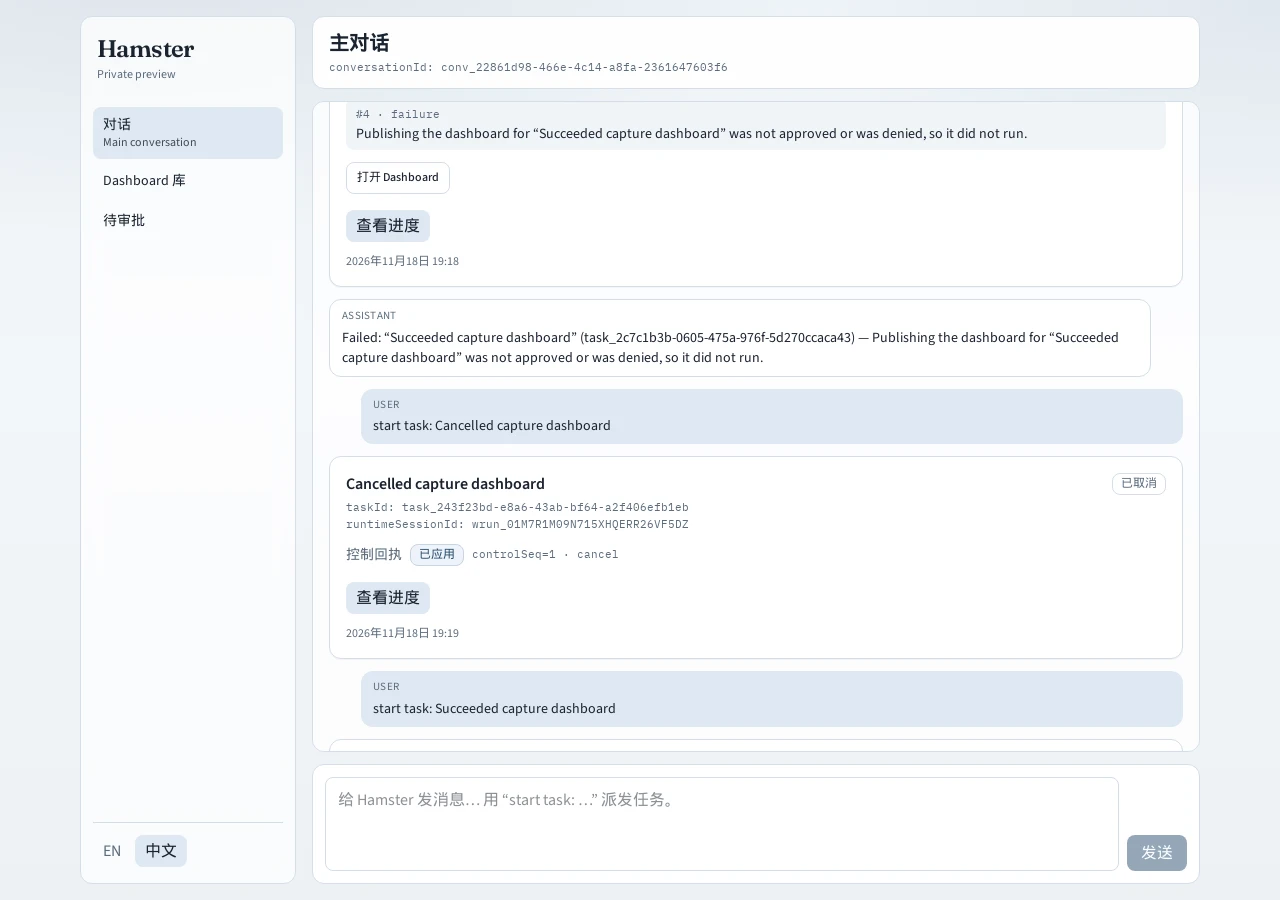 Hamster
Private preview
对话
Main conversation
Dashboard 库
待审批
EN
中文
主对话
conversationId: conv_22861d98-466e-4c14-a8fa-2361647603f6
#4 · failure
Publishing the dashboard for “Succeeded capture dashboard” was not approved or was denied, so it did not run.
打开 Dashboard
查看进度
2026年11月18日 19:18
ASSISTANT
Failed: “Succeeded capture dashboard” (task_2c7c1b3b-0605-475a-976f-5d270ccaca43) — Publishing the dashboard for “Succeeded
capture dashboard” was not approved or was denied, so it did not run.
USER
start task: Cancelled capture dashboard
Cancelled capture dashboard
已取消
taskId: task_243f23bd-e8a6-43ab-bf64-a2f406efb1eb
runtimeSessionId: wrun_01M7R1M09N715XHQERR26VF5DZ
控制回执 已应用 controlSeq=1 · cancel
查看进度
2026年11月18日 19:19
USER
start task: Succeeded capture dashboard
给 Hamster 发消息… 用 “start task: …” 派发任务。
发送